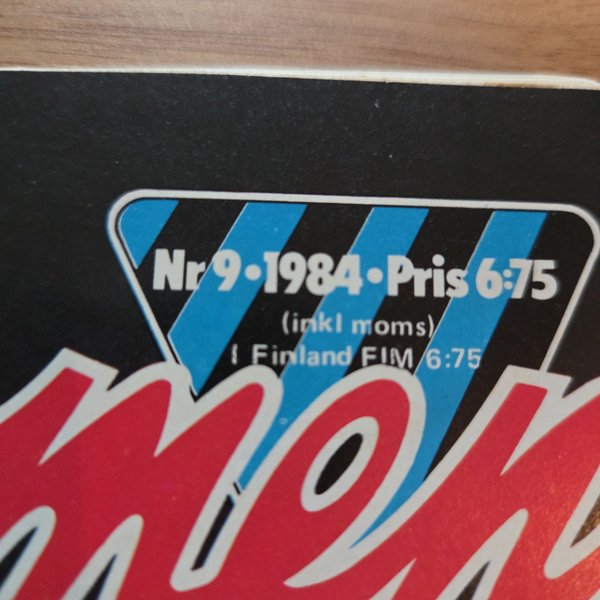 Nr 9•1984•Pris 6:75
(inkl moms)
I Finland FIM 6:75